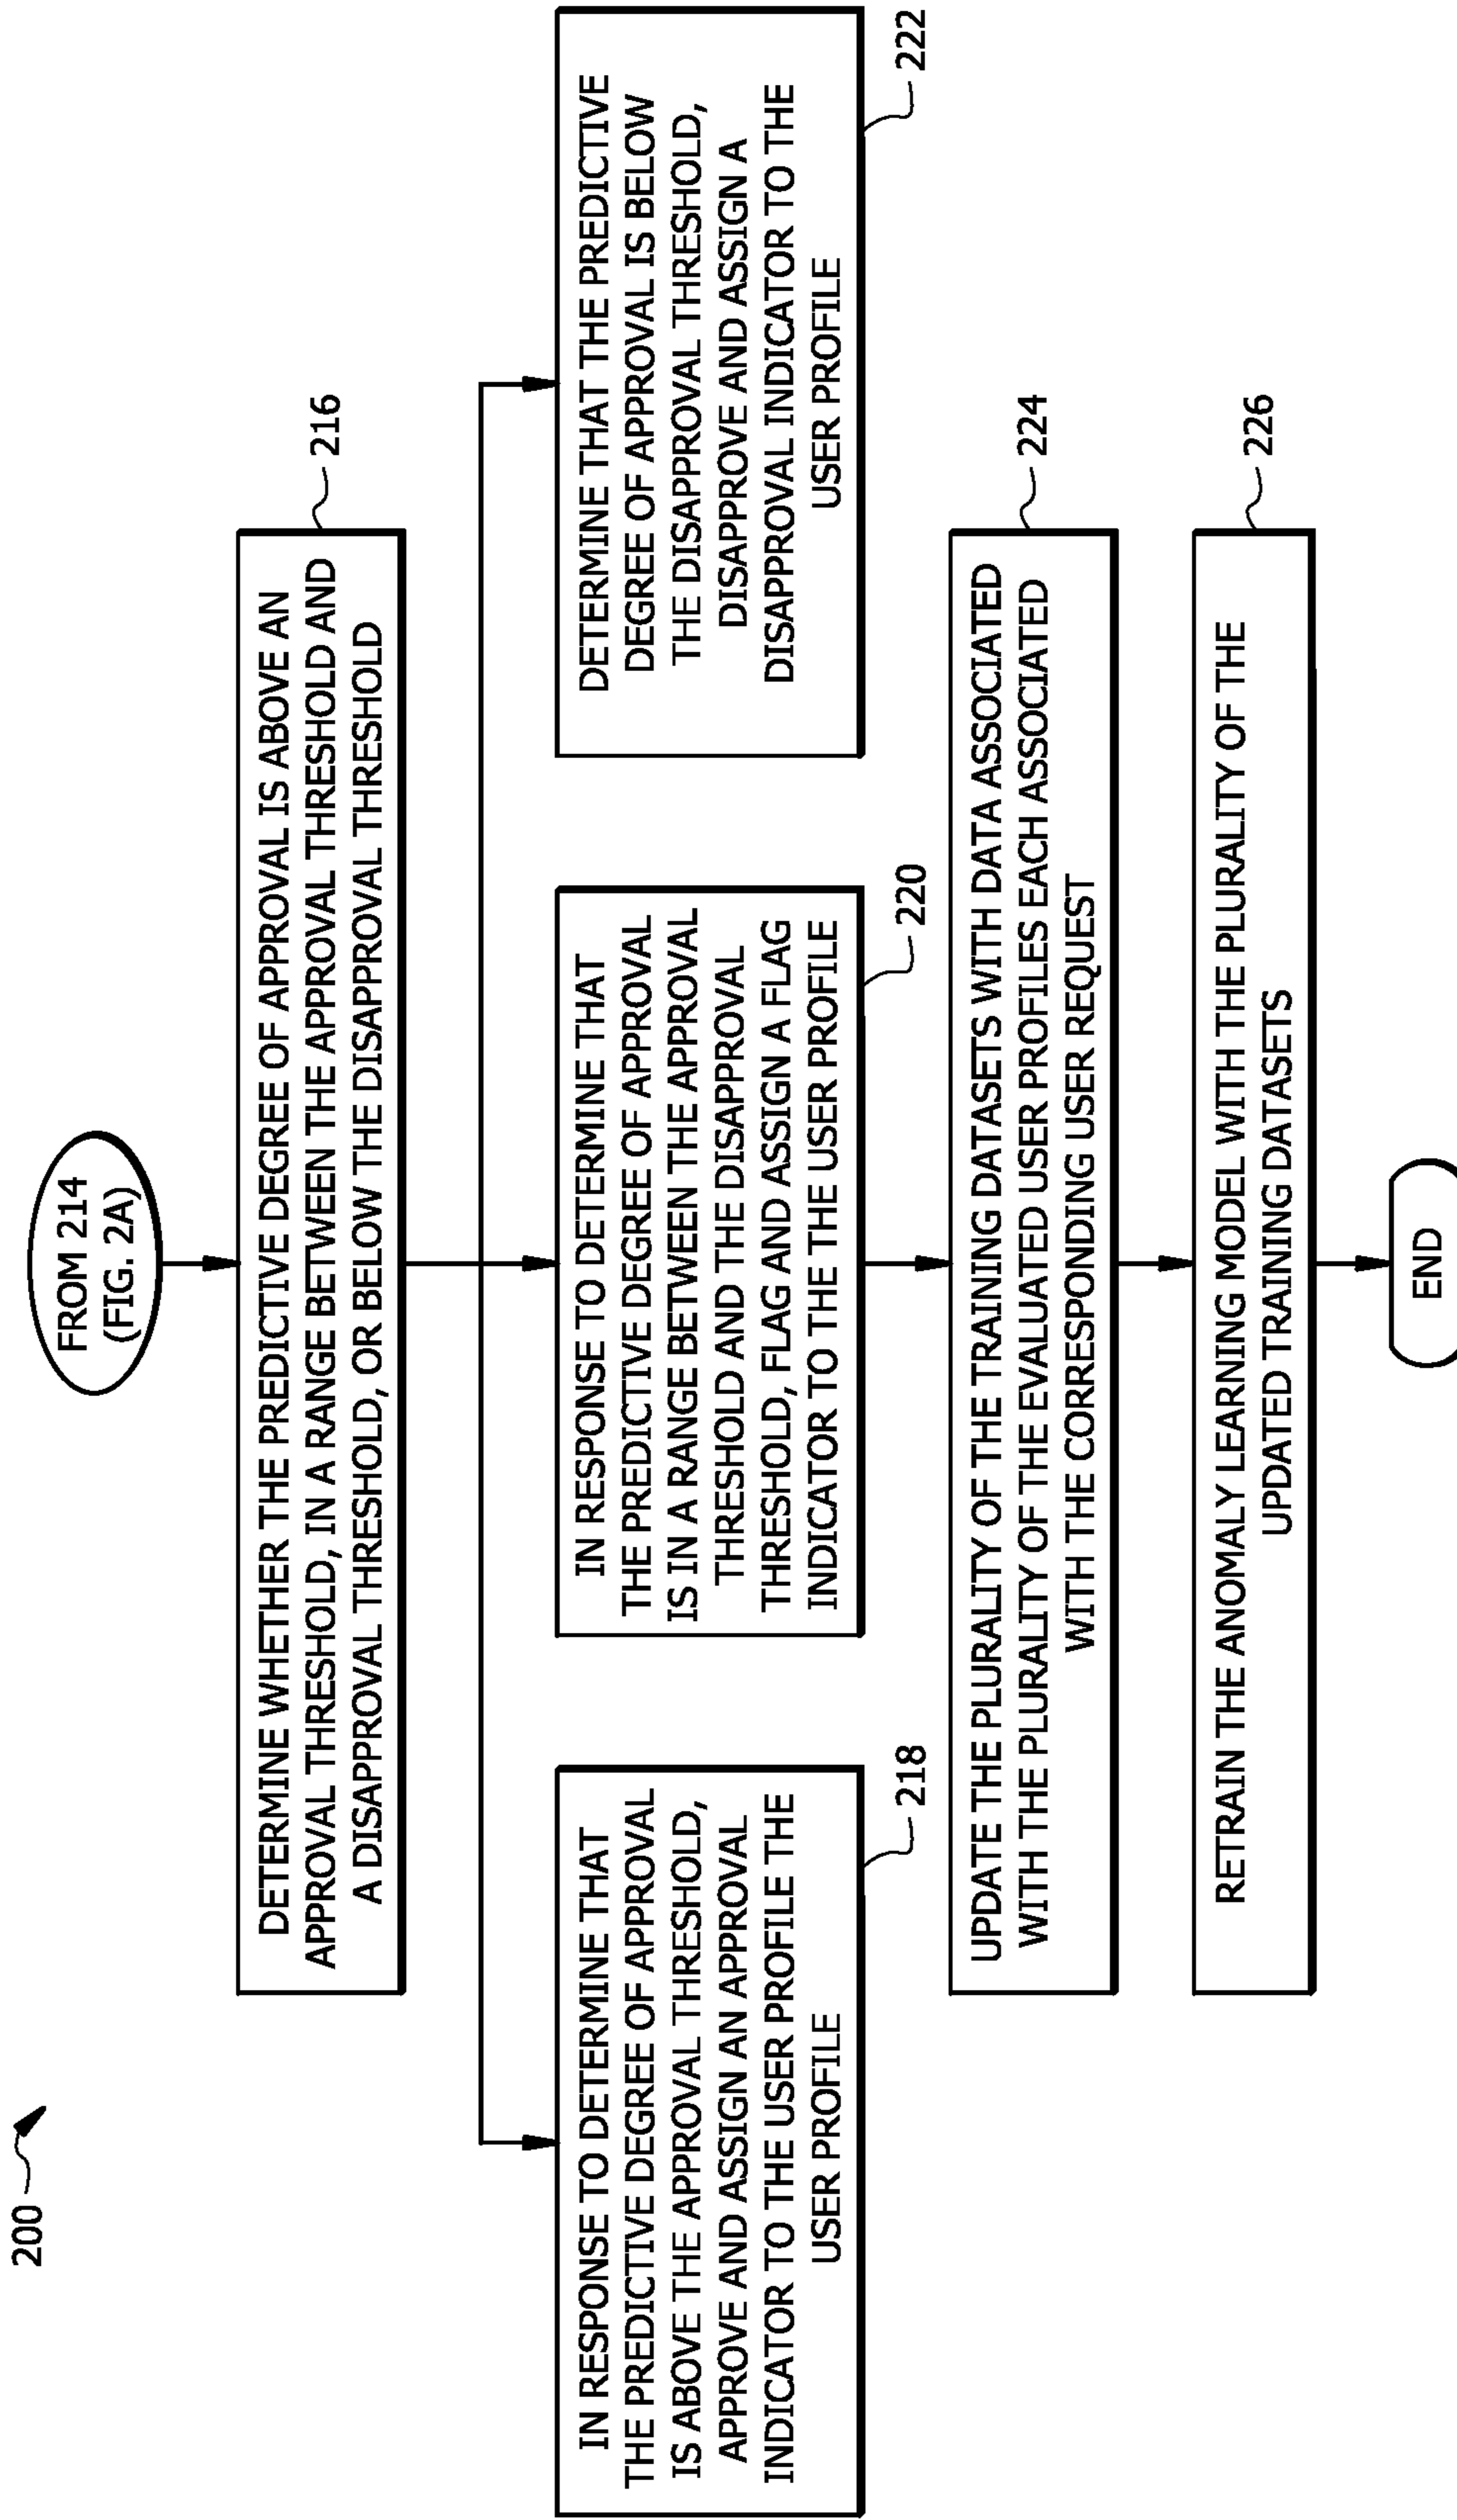 200
FROM 214
(FIG. 2A)
DETERMINE WHETHER THE PREDICTIVE DEGREE OF APPROVAL IS ABOVE AN
APPROVAL THRESHOLD, IN A RANGE BETWEEN THE APPROVAL THRESHOLD AND
A DISAPPROVAL THRESHOLD, OR BELOW THE DISAPPROVAL THRESHOLD
216
IN RESPONSE TO DETERMINE THAT
THE PREDICTIVE DEGREE OF APPROVAL
IS ABOVE THE APPROVAL THRESHOLD,
APPROVE AND ASSIGN AN APPROVAL
INDICATOR TO THE USER PROFILE THE
USER PROFILE
218
IN RESPONSE TO DETERMINE THAT
THE PREDICTIVE DEGREE OF APPROVAL
IS IN A RANGE BETWEEN THE APPROVAL
THRESHOLD AND THE DISAPPROVAL
THRESHOLD, FLAG AND ASSIGN A FLAG
INDICATOR TO THE USER PROFILE
220
DETERMINE THAT THE PREDICTIVE
DEGREE OF APPROVAL IS BELOW
THE DISAPPROVAL THRESHOLD,
DISAPPROVE AND ASSIGN A
DISAPPROVAL INDICATOR TO THE
USER PROFILE
222
UPDATE THE PLURALITY OF THE TRAINING DATASETS WITH DATA ASSOCIATED
WITH THE PLURALITY OF THE EVALUATED USER PROFILES EACH ASSOCIATED
WITH THE CORRESPONDING USER REQUEST
224
RETRAIN THE ANOMALY LEARNING MODEL WITH THE PLURALITY OF THE
UPDATED TRAINING DATASETS
226
END